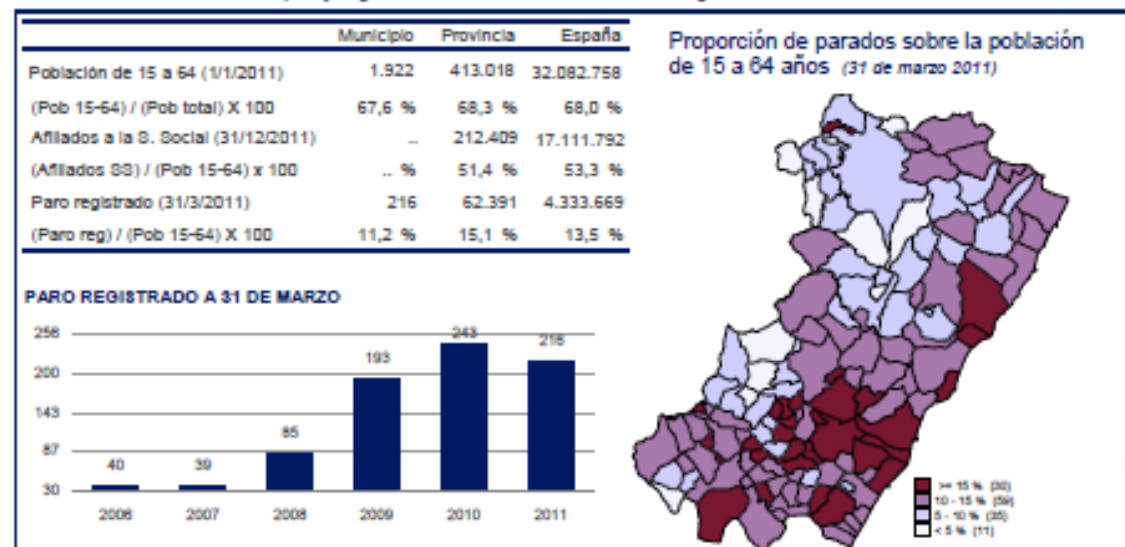 Municipio Provincia España
Población de 15 a 64 (1/1/2011) 1.922 413.018 32.082.758
(Pob 15-64) / (Pob total) X 100 67,6 % 68,3 % 68,0 %
Afiliados a la S. Social (31/12/2011) .. 212.409 17.111.792
(Afiliados SS) / (Pob 15-64) x 100 .. % 51,4 % 53,3 %
Paro registrado (31/3/2011) 216 62.391 4.333.669
(Paro reg) / (Pob 15-64) X 100 11,2 % 15,1 % 13,5 %
Proporción de parados sobre la población
de 15 a 64 años (31 de marzo 2011)
PARO REGISTRADO A 31 DE MARZO
256
200
143
87
30
40 39 85 193 243 216
2006 2007 2008 2009 2010 2011
>= 15 % (30)
10 - 15 % (59)
5 - 10 % (35)
< 5 % (11)